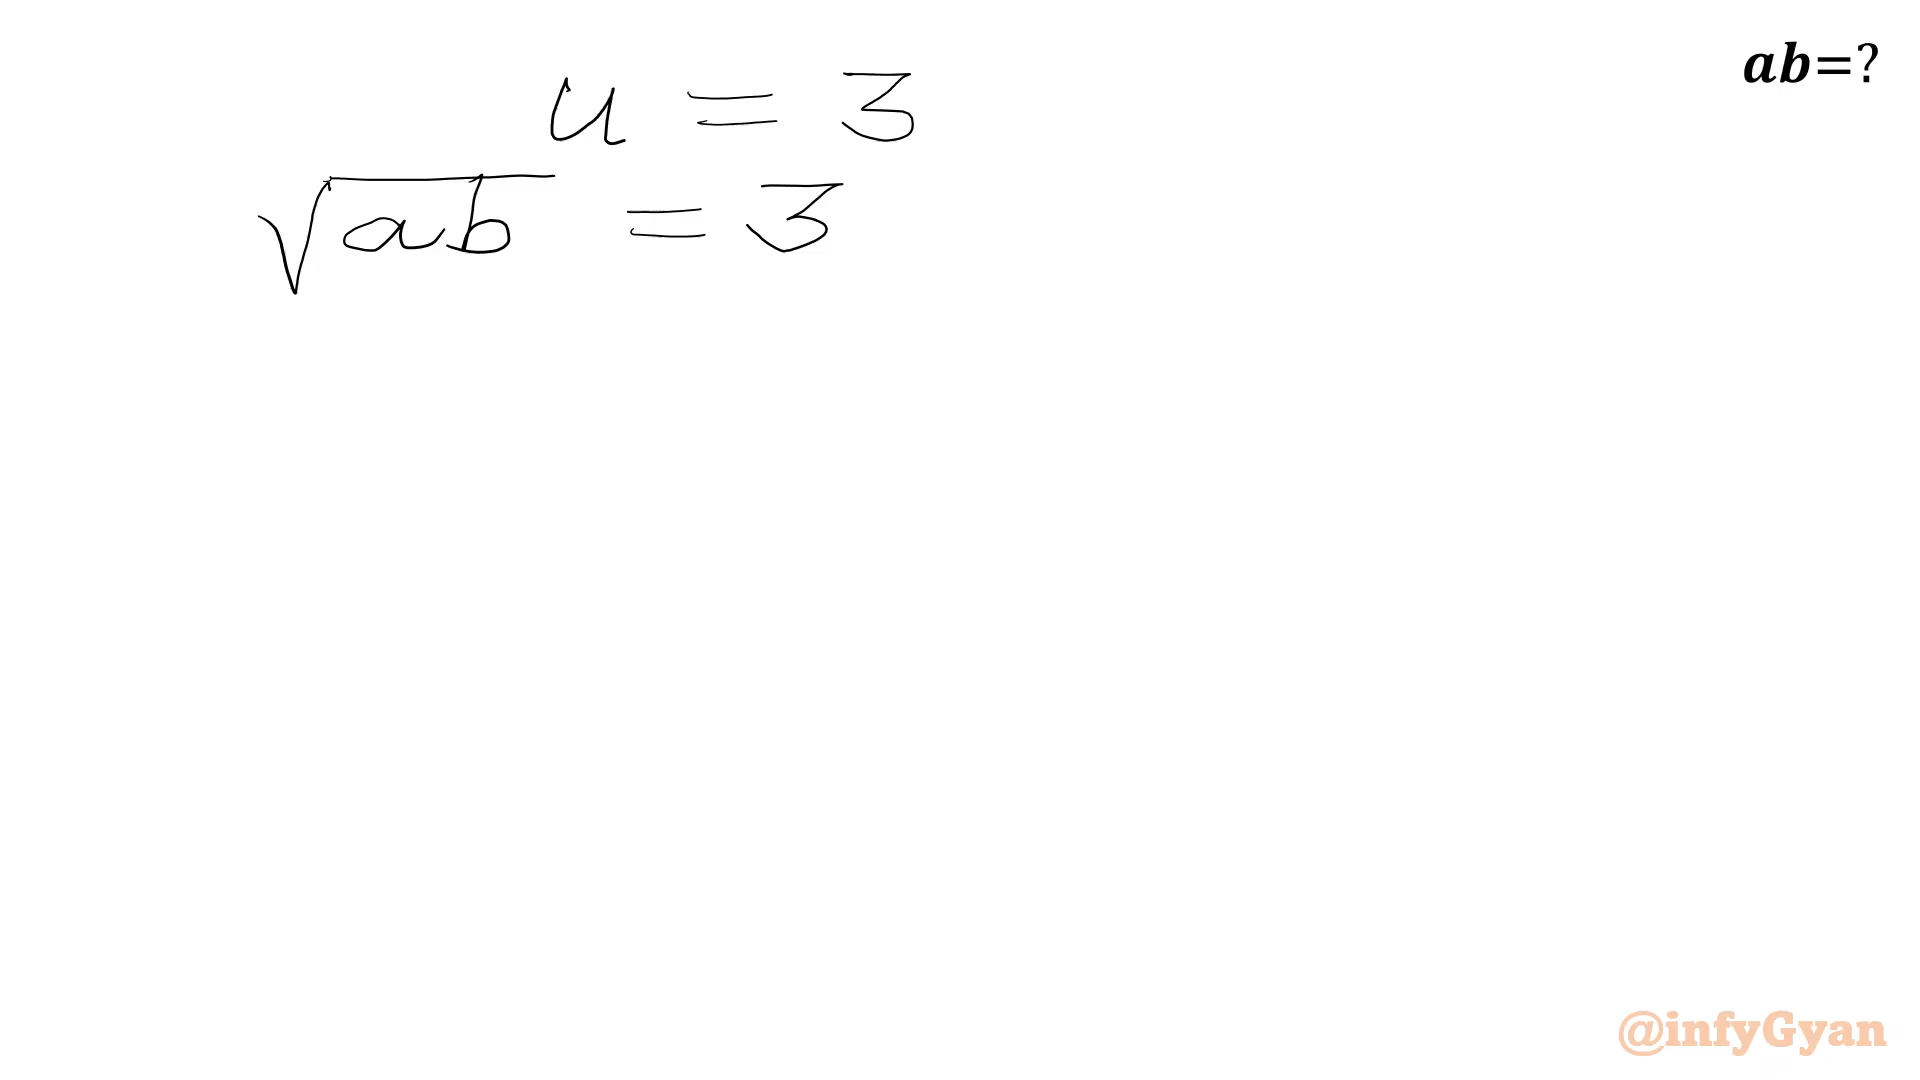 u = 3
ab=?
√ab = 3
@infyGyan